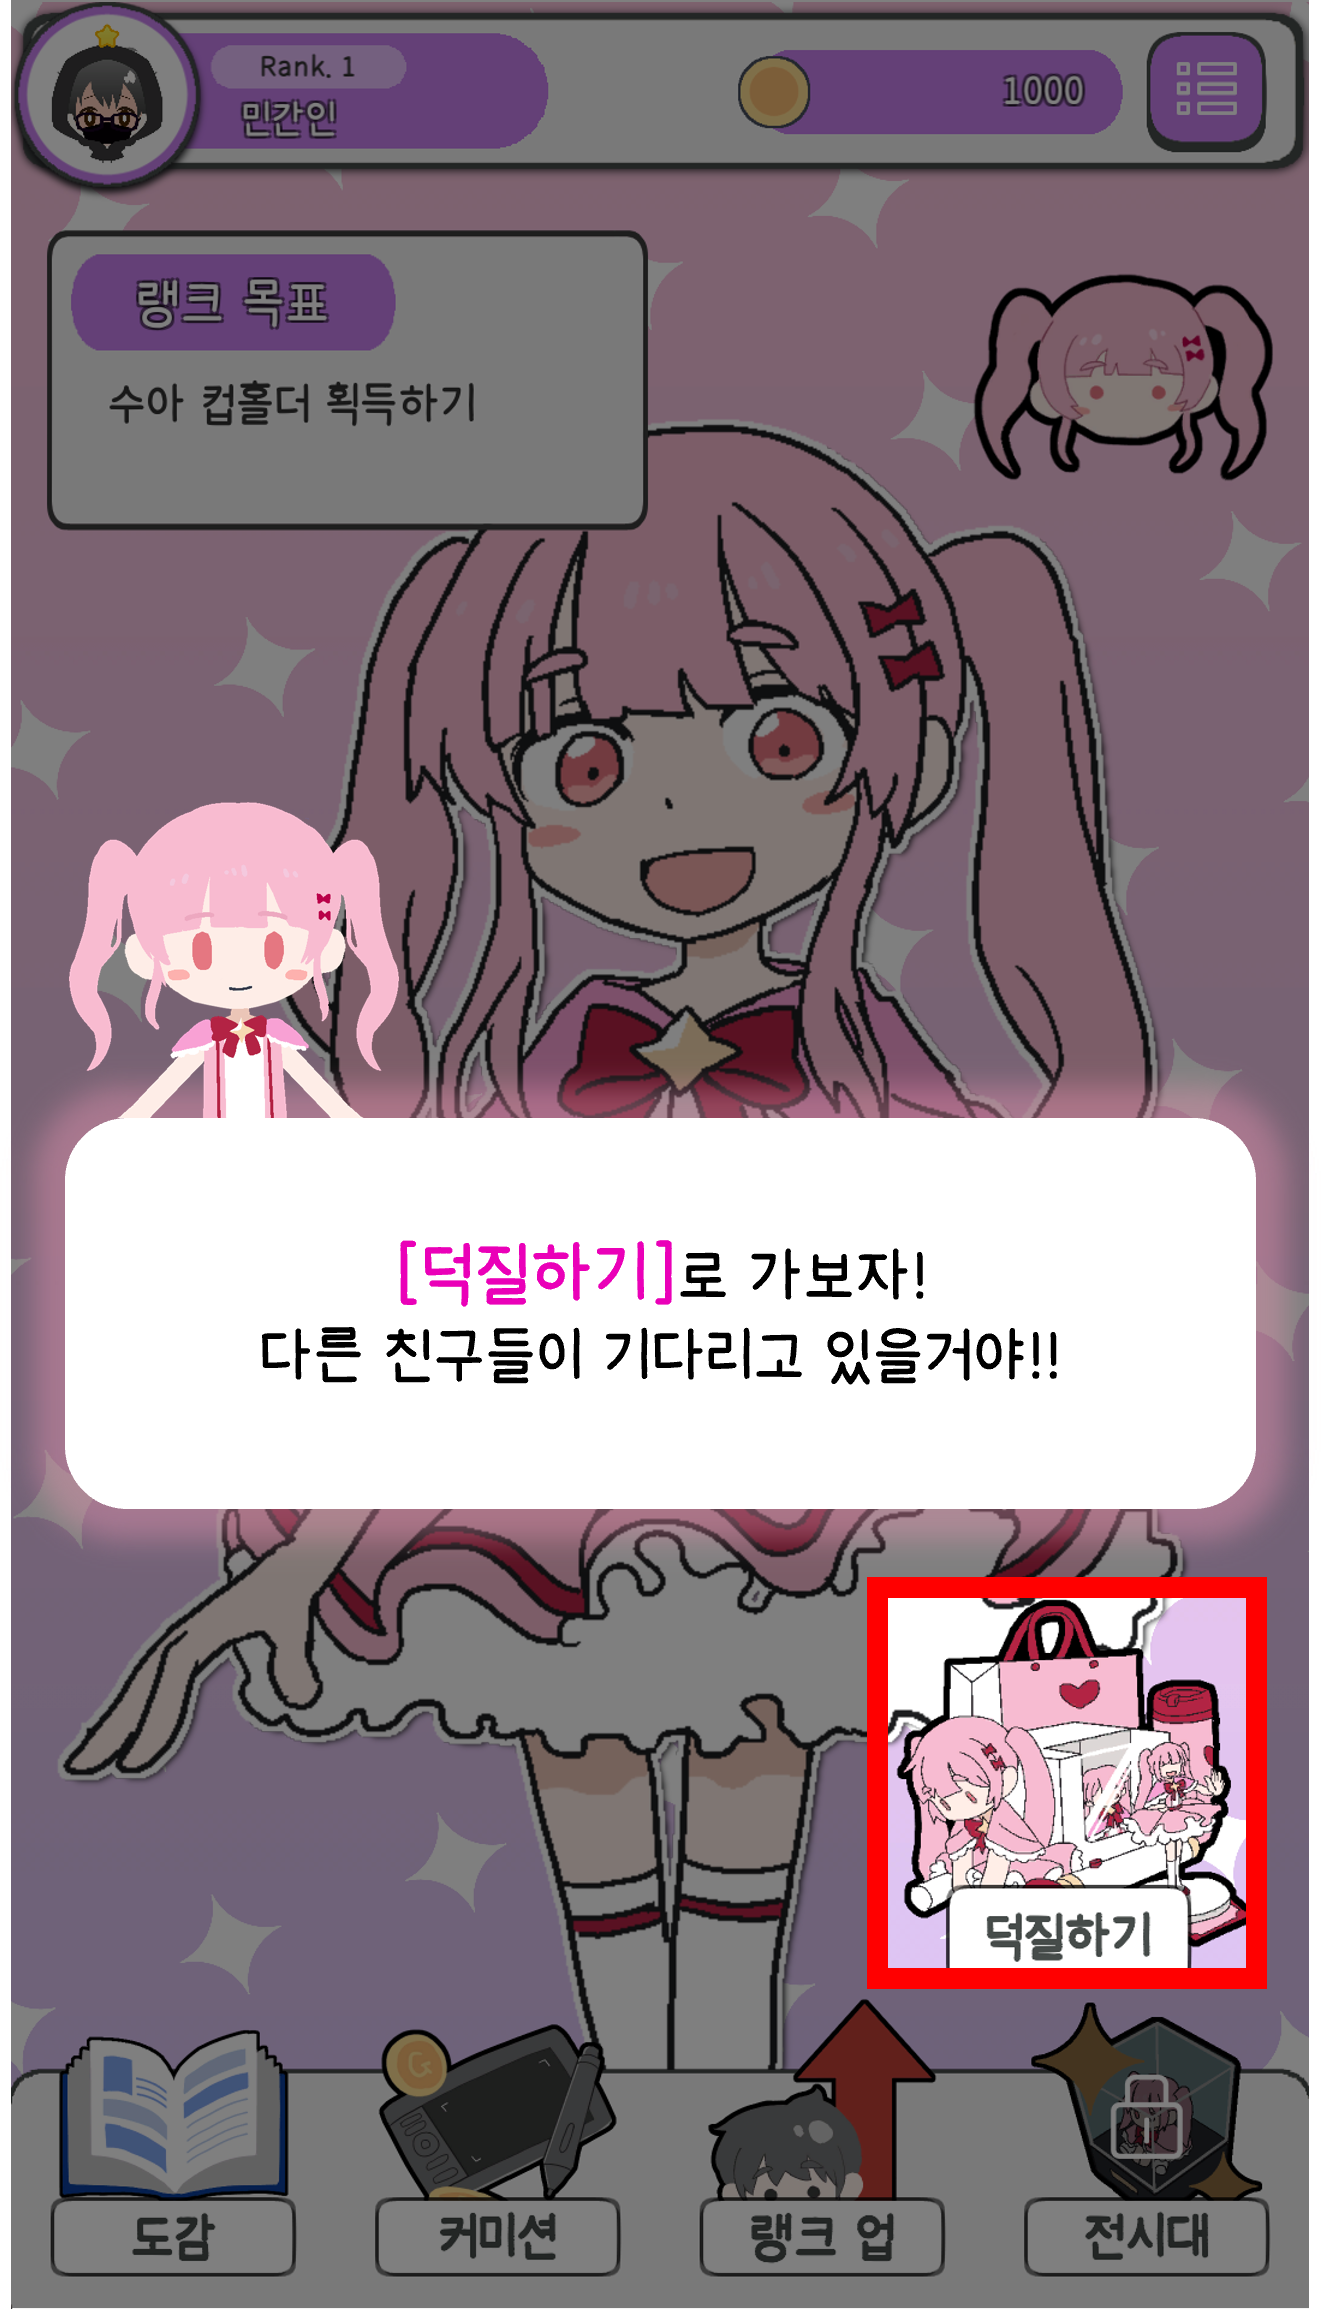 Rank. 1
민간인
1000
랭크 목표
수아 컵홀더 획득하기
[덕질하기]로 가보자!
다른 친구들이 기다리고 있을거야!!
덕질하기
G
도감
커미션
랭크 업
전시대